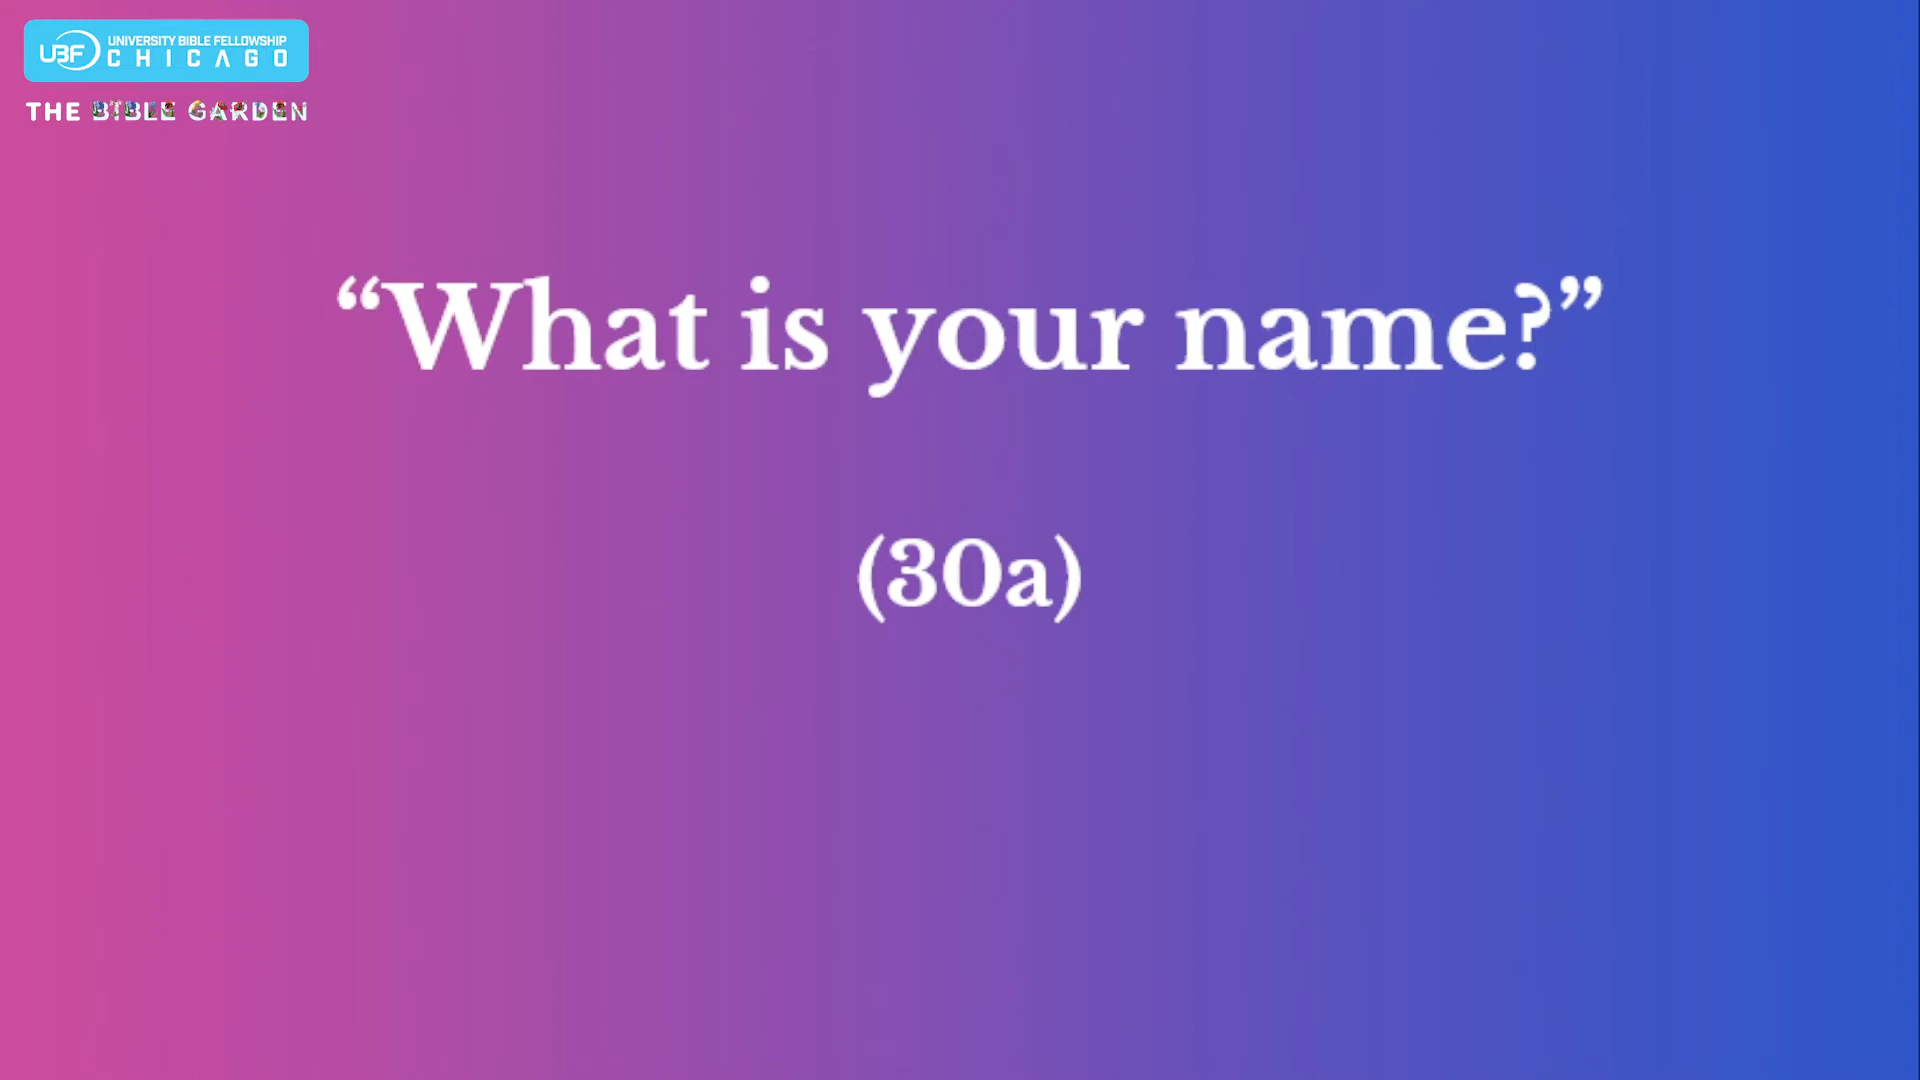 UBF
UNIVERSITY BIBLE FELLOWSHIP
CHICAGO
THE BIBLE GARDEN
“What is your name?”
(30a)